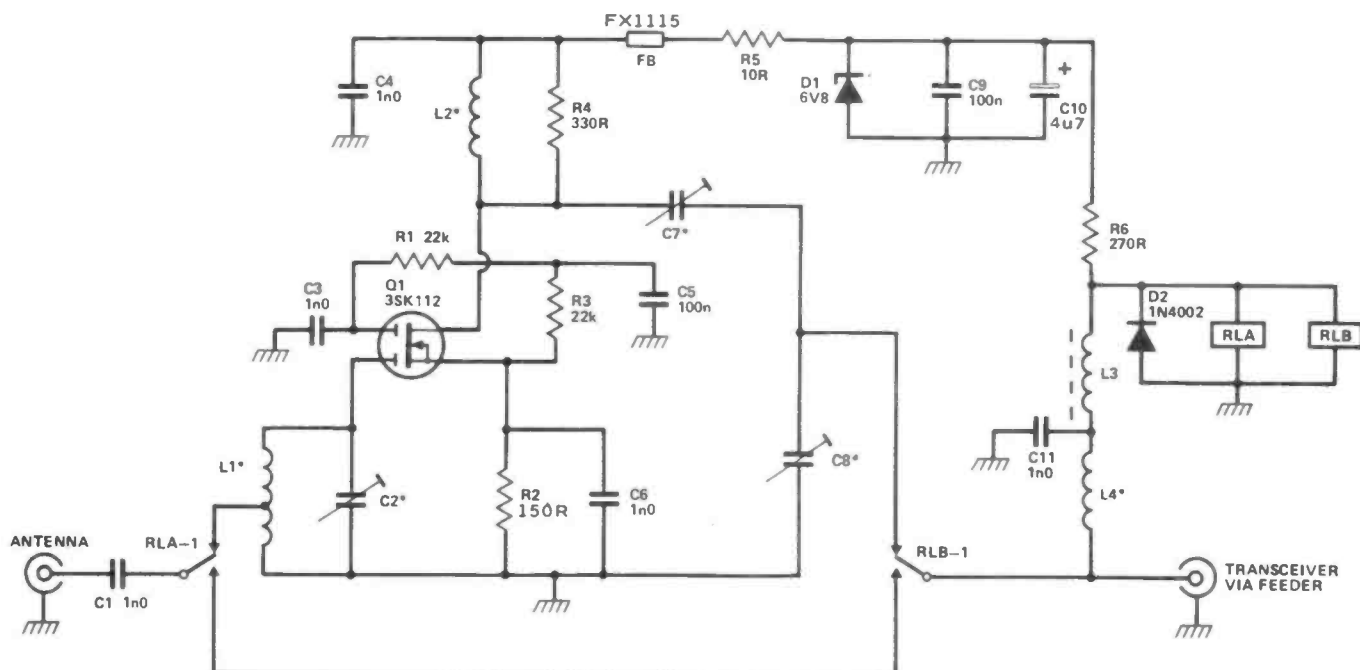 FX1115
FB
R5
10R
C4
1n0
L2*
R4
330R
D1
6V8
C9
100n
+
C10
4u7
C7*
R6
270R
R1 22k
C3
1n0
Q1
3SK112
R3
22k
C5
100n
D2
1N4002
RLA
RLB
L3
L1*
C2*
R2
150R
C6
1n0
C8*
C11
1n0
L4*
ANTENNA
RLA-1
C1 1n0
RLB-1
TRANSCEIVER
VIA FEEDER